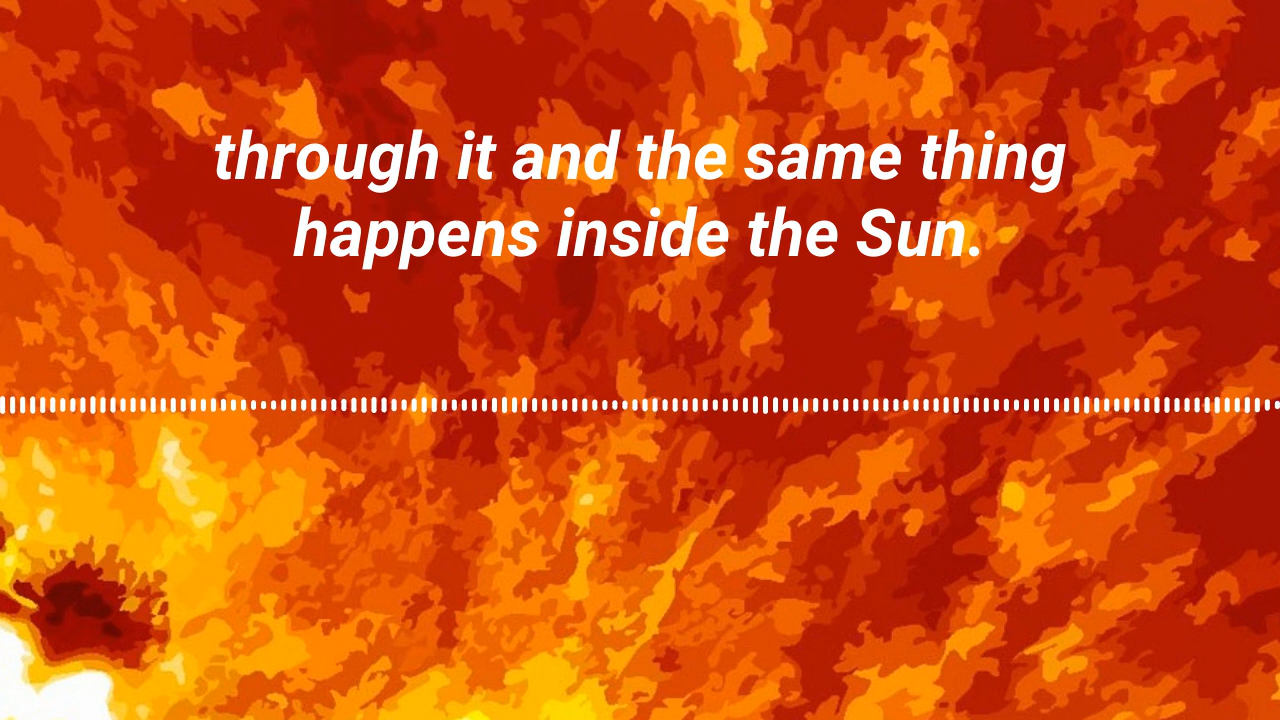 through it and the same thing
happens inside the Sun.